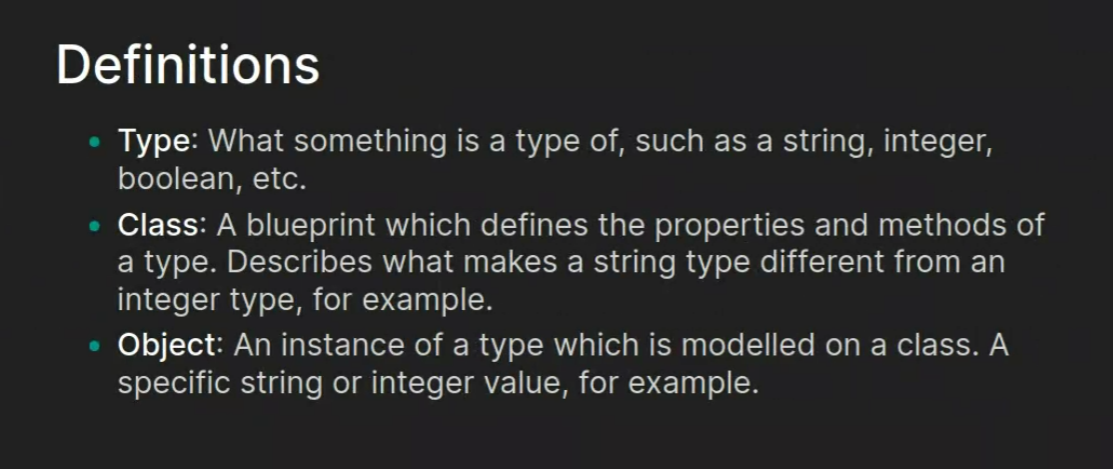 Definitions
• Type: What something is a type of, such as a string, integer,
boolean, etc.
• Class: A blueprint which defines the properties and methods of
a type. Describes what makes a string type different from an
integer type, for example.
• Object: An instance of a type which is modelled on a class. A
specific string or integer value, for example.